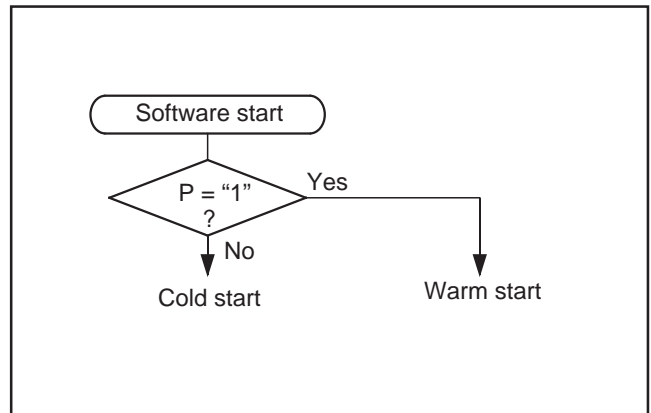 Software start
P = “1”
?
Yes
No
Cold start
Warm start